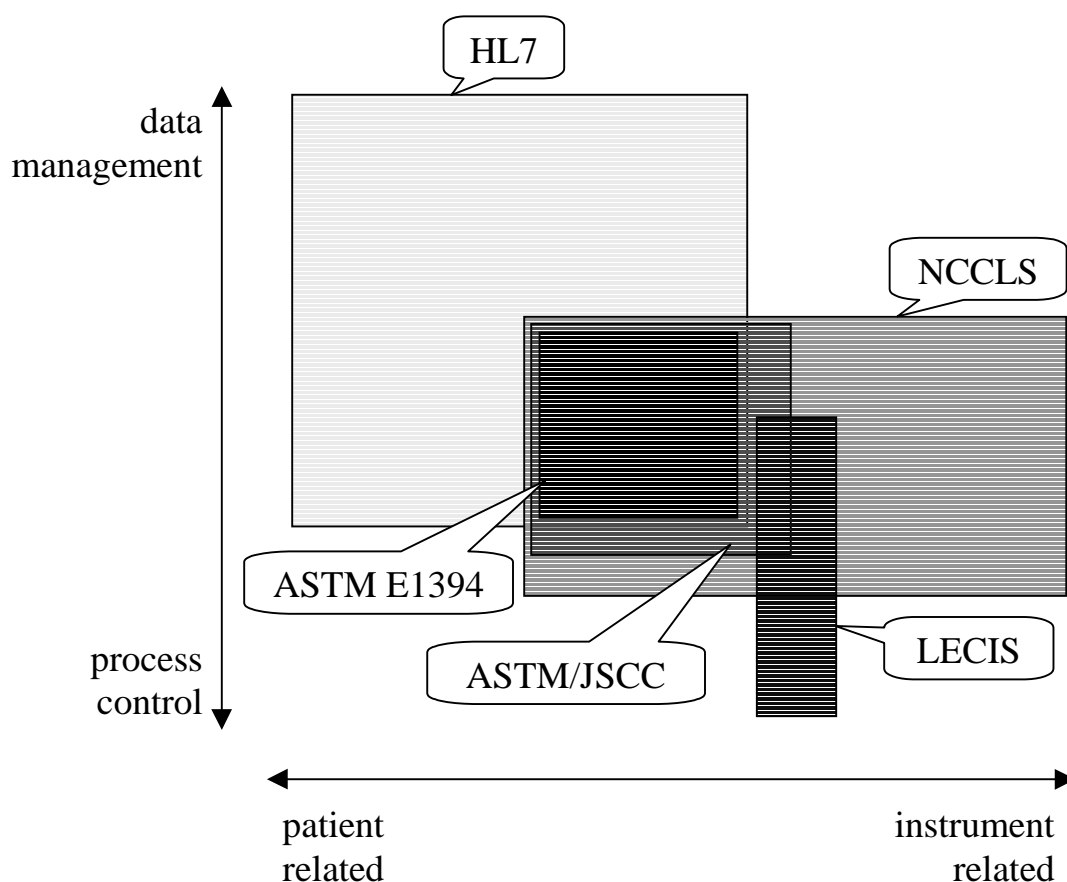 HL7
data
management
NCCLS
ASTM E1394
process
control
ASTM/JSCC
LECIS
patient
related
instrument
related